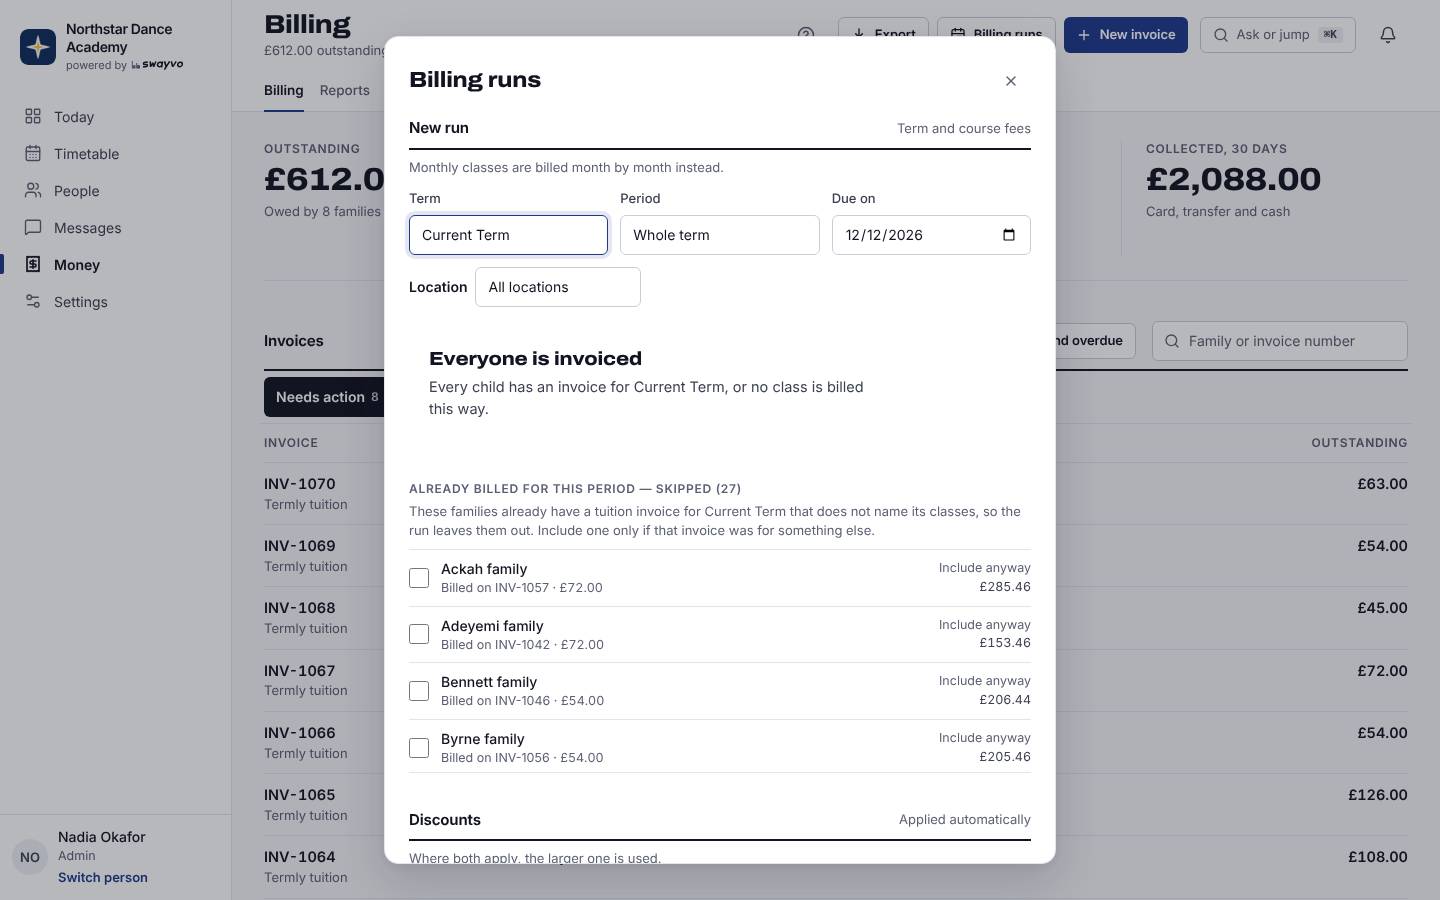 Northstar Dance
Academy
powered by swayvo
Today
Timetable
People
Messages
Money
Settings
NO
Nadia Okafor
Admin
Switch person
Billing
£612.00 outstanding
Export
Billing runs
New invoice
Ask or jump
⌘K
Billing
Reports
OUTSTANDING
£612.0
Owed by 8 families
COLLECTED, 30 DAYS
£2,088.00
Card, transfer and cash
Invoices
nd overdue
Family or invoice number
Needs action 8
INVOICE
OUTSTANDING
INV-1070
Termly tuition
£63.00
INV-1069
Termly tuition
£54.00
INV-1068
Termly tuition
£45.00
INV-1067
Termly tuition
£72.00
INV-1066
Termly tuition
£54.00
INV-1065
Termly tuition
£126.00
INV-1064
Termly tuition
£108.00
Billing runs
New run
Term and course fees
Monthly classes are billed month by month instead.
Term
Period
Due on
Current Term
Whole term
12/12/2026
Location
All locations
Everyone is invoiced
Every child has an invoice for Current Term, or no class is billed
this way.
ALREADY BILLED FOR THIS PERIOD — SKIPPED (27)
These families already have a tuition invoice for Current Term that does not name its classes, so the
run leaves them out. Include one only if that invoice was for something else.
Ackah family
Billed on INV-1057 · £72.00
Include anyway
£285.46
Adeyemi family
Billed on INV-1042 · £72.00
Include anyway
£153.46
Bennett family
Billed on INV-1046 · £54.00
Include anyway
£206.44
Byrne family
Billed on INV-1056 · £54.00
Include anyway
£205.46
Discounts
Applied automatically
Where both apply, the larger one is used.